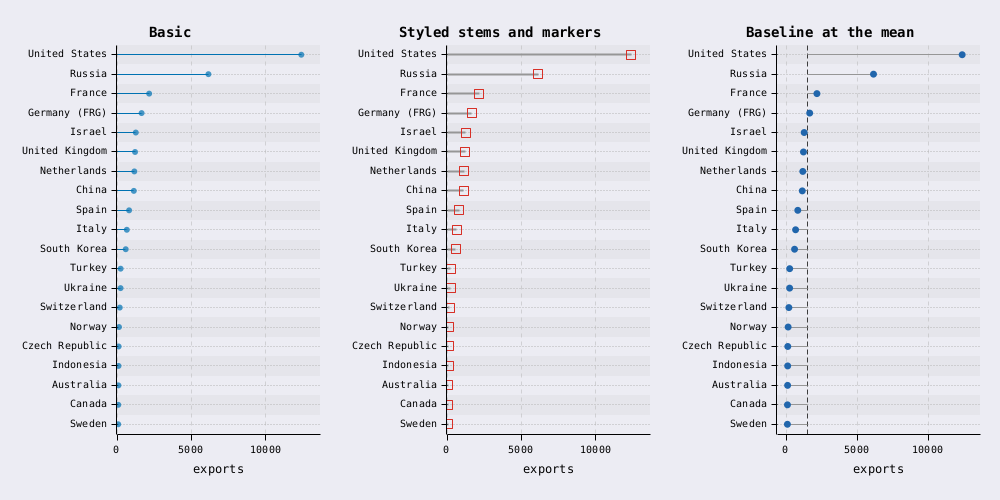 Basic
United States
Russia
France
Germany (FRG)
Israel
United Kingdom
Netherlands
China
Spain
Italy
South Korea
Turkey
Ukraine
Switzerland
Norway
Czech Republic
Indonesia
Australia
Canada
Sweden
0 10000
exports
Styled stems and markers
United States
Russia
France
Germany (FRG)
Israel
United Kingdom
Netherlands
China
Spain
Italy
South Korea
Turkey
Ukraine
Switzerland
Norway
Czech Republic
Indonesia
Australia
Canada
Sweden
0 5000 10000
exports
Baseline at the mean
United States
Russia
France
Germany (FRG)
Israel
United Kingdom
Netherlands
China
Spain
Italy
South Korea
Turkey
Ukraine
Switzerland
Norway
Czech Republic
Indonesia
Australia
Canada
Sweden
0 5000 10000
exports